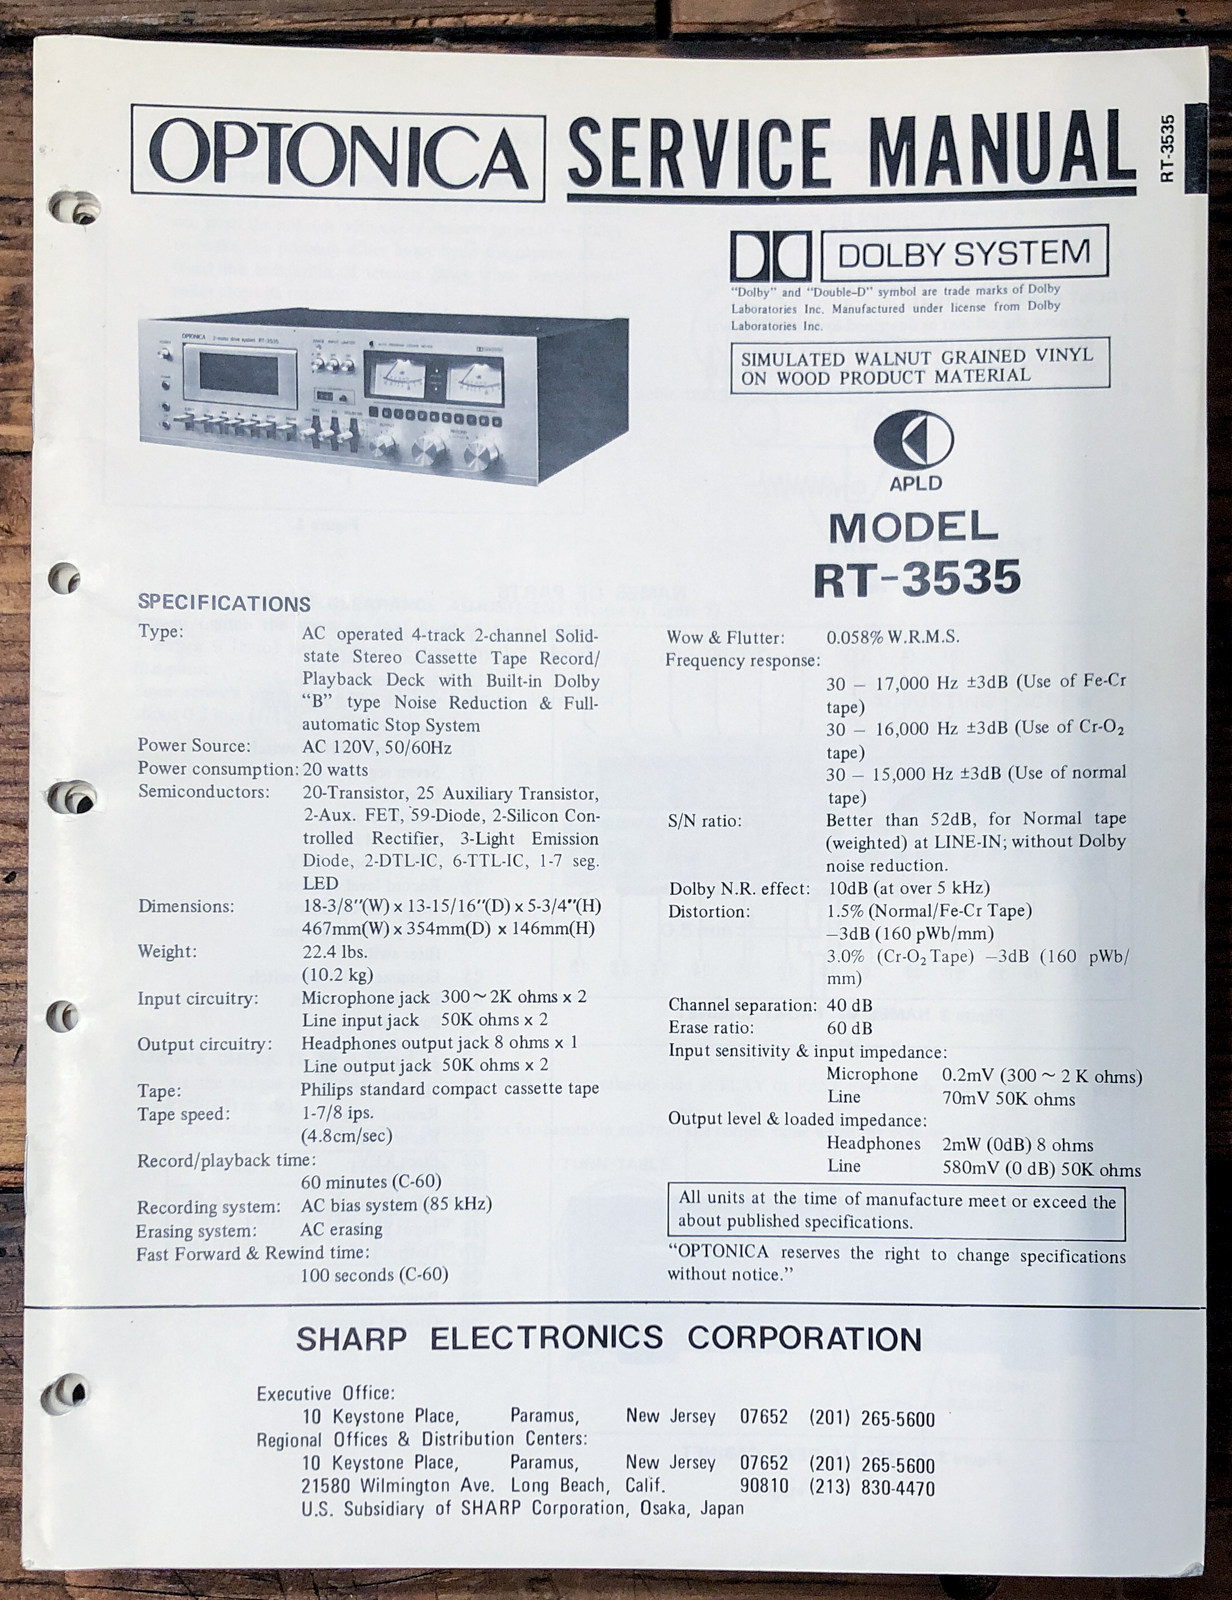 OPTONICA SERVICE MANUAL
RT-3535
DOLBY SYSTEM
"Dolby" and "Double-D" symbol are trade marks of Dolby
Laboratories Inc. Manufactured under license from Dolby
Laboratories Inc.
SIMULATED WALNUT GRAINED VINYL
ON WOOD PRODUCT MATERIAL
OPTONICA
RT-3535
APLD
MODEL
RT-3535
SPECIFICATIONS
Type: AC operated 4-track 2-channel Solid-
state Stereo Cassette Tape Record/
Playback Deck with Built-in Dolby
“B” type Noise Reduction & Full-
automatic Stop System
Power Source: AC 120V, 50/60Hz
Power consumption: 20 watts
Semiconductors: 20-Transistor, 25 Auxiliary Transistor,
2-Aux. FET, 59-Diode, 2-Silicon Con-
trolled Rectifier, 3-Light Emission
Diode, 2-DTL-IC, 6-TTL-IC, 1-7 seg.
LED
Dimensions: 18-3/8″(W) x 13-15/16″(D) x 5-3/4″(H)
467mm(W) x 354mm(D) x 146mm(H)
Weight: 22.4 lbs.
(10.2 kg)
Input circuitry: Microphone jack 300～2K ohms x 2
Line input jack 50K ohms x 2
Output circuitry: Headphones output jack 8 ohms x 1
Line output jack 50K ohms x 2
Tape: Philips standard compact cassette tape
Tape speed: 1-7/8 ips.
(4.8cm/sec)
Record/playback time:
60 minutes (C-60)
Recording system: AC bias system (85 kHz)
Erasing system: AC erasing
Fast Forward & Rewind time:
100 seconds (C-60)
Wow & Flutter: 0.058% W.R.M.S.
Frequency response:
30 – 17,000 Hz ±3dB (Use of Fe-Cr
tape)
30 – 16,000 Hz ±3dB (Use of Cr-O₂
tape)
30 – 15,000 Hz ±3dB (Use of normal
tape)
S/N ratio: Better than 52dB, for Normal tape
(weighted) at LINE-IN; without Dolby
noise reduction.
Dolby N.R. effect: 10dB (at over 5 kHz)
Distortion: 1.5% (Normal/Fe-Cr Tape)
–3dB (160 pWb/mm)
3.0% (Cr-O₂ Tape) –3dB (160 pWb/
mm)
Channel separation: 40 dB
Erase ratio: 60 dB
Input sensitivity & input impedance:
Microphone 0.2mV (300 ~ 2 K ohms)
Line 70mV 50K ohms
Output level & loaded impedance:
Headphones 2mW (0dB) 8 ohms
Line 580mV (0 dB) 50K ohms
All units at the time of manufacture meet or exceed the
about published specifications.
“OPTONICA reserves the right to change specifications
without notice.”
SHARP ELECTRONICS CORPORATION
Executive Office:
10 Keystone Place, Paramus, New Jersey 07652 (201) 265-5600
Regional Offices & Distribution Centers:
10 Keystone Place, Paramus, New Jersey 07652 (201) 265-5600
21580 Wilmington Ave. Long Beach, Calif. 90810 (213) 830-4470
U.S. Subsidiary of SHARP Corporation, Osaka, Japan